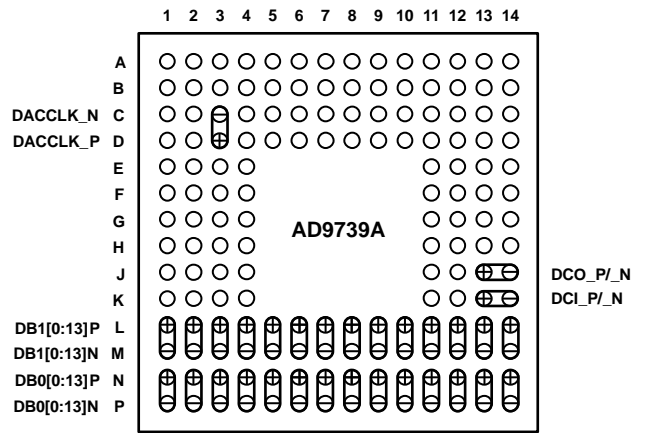 1 2 3 4 5 6 7 8 9 10 11 12 13 14
A
B
DACCLK_N C
DACCLK_P D
E
F
G
AD9739A
H
J DCO_P/_N
K DCI_P/_N
DB1[0:13]P L
DB1[0:13]N M
DB0[0:13]P N
DB0[0:13]N P